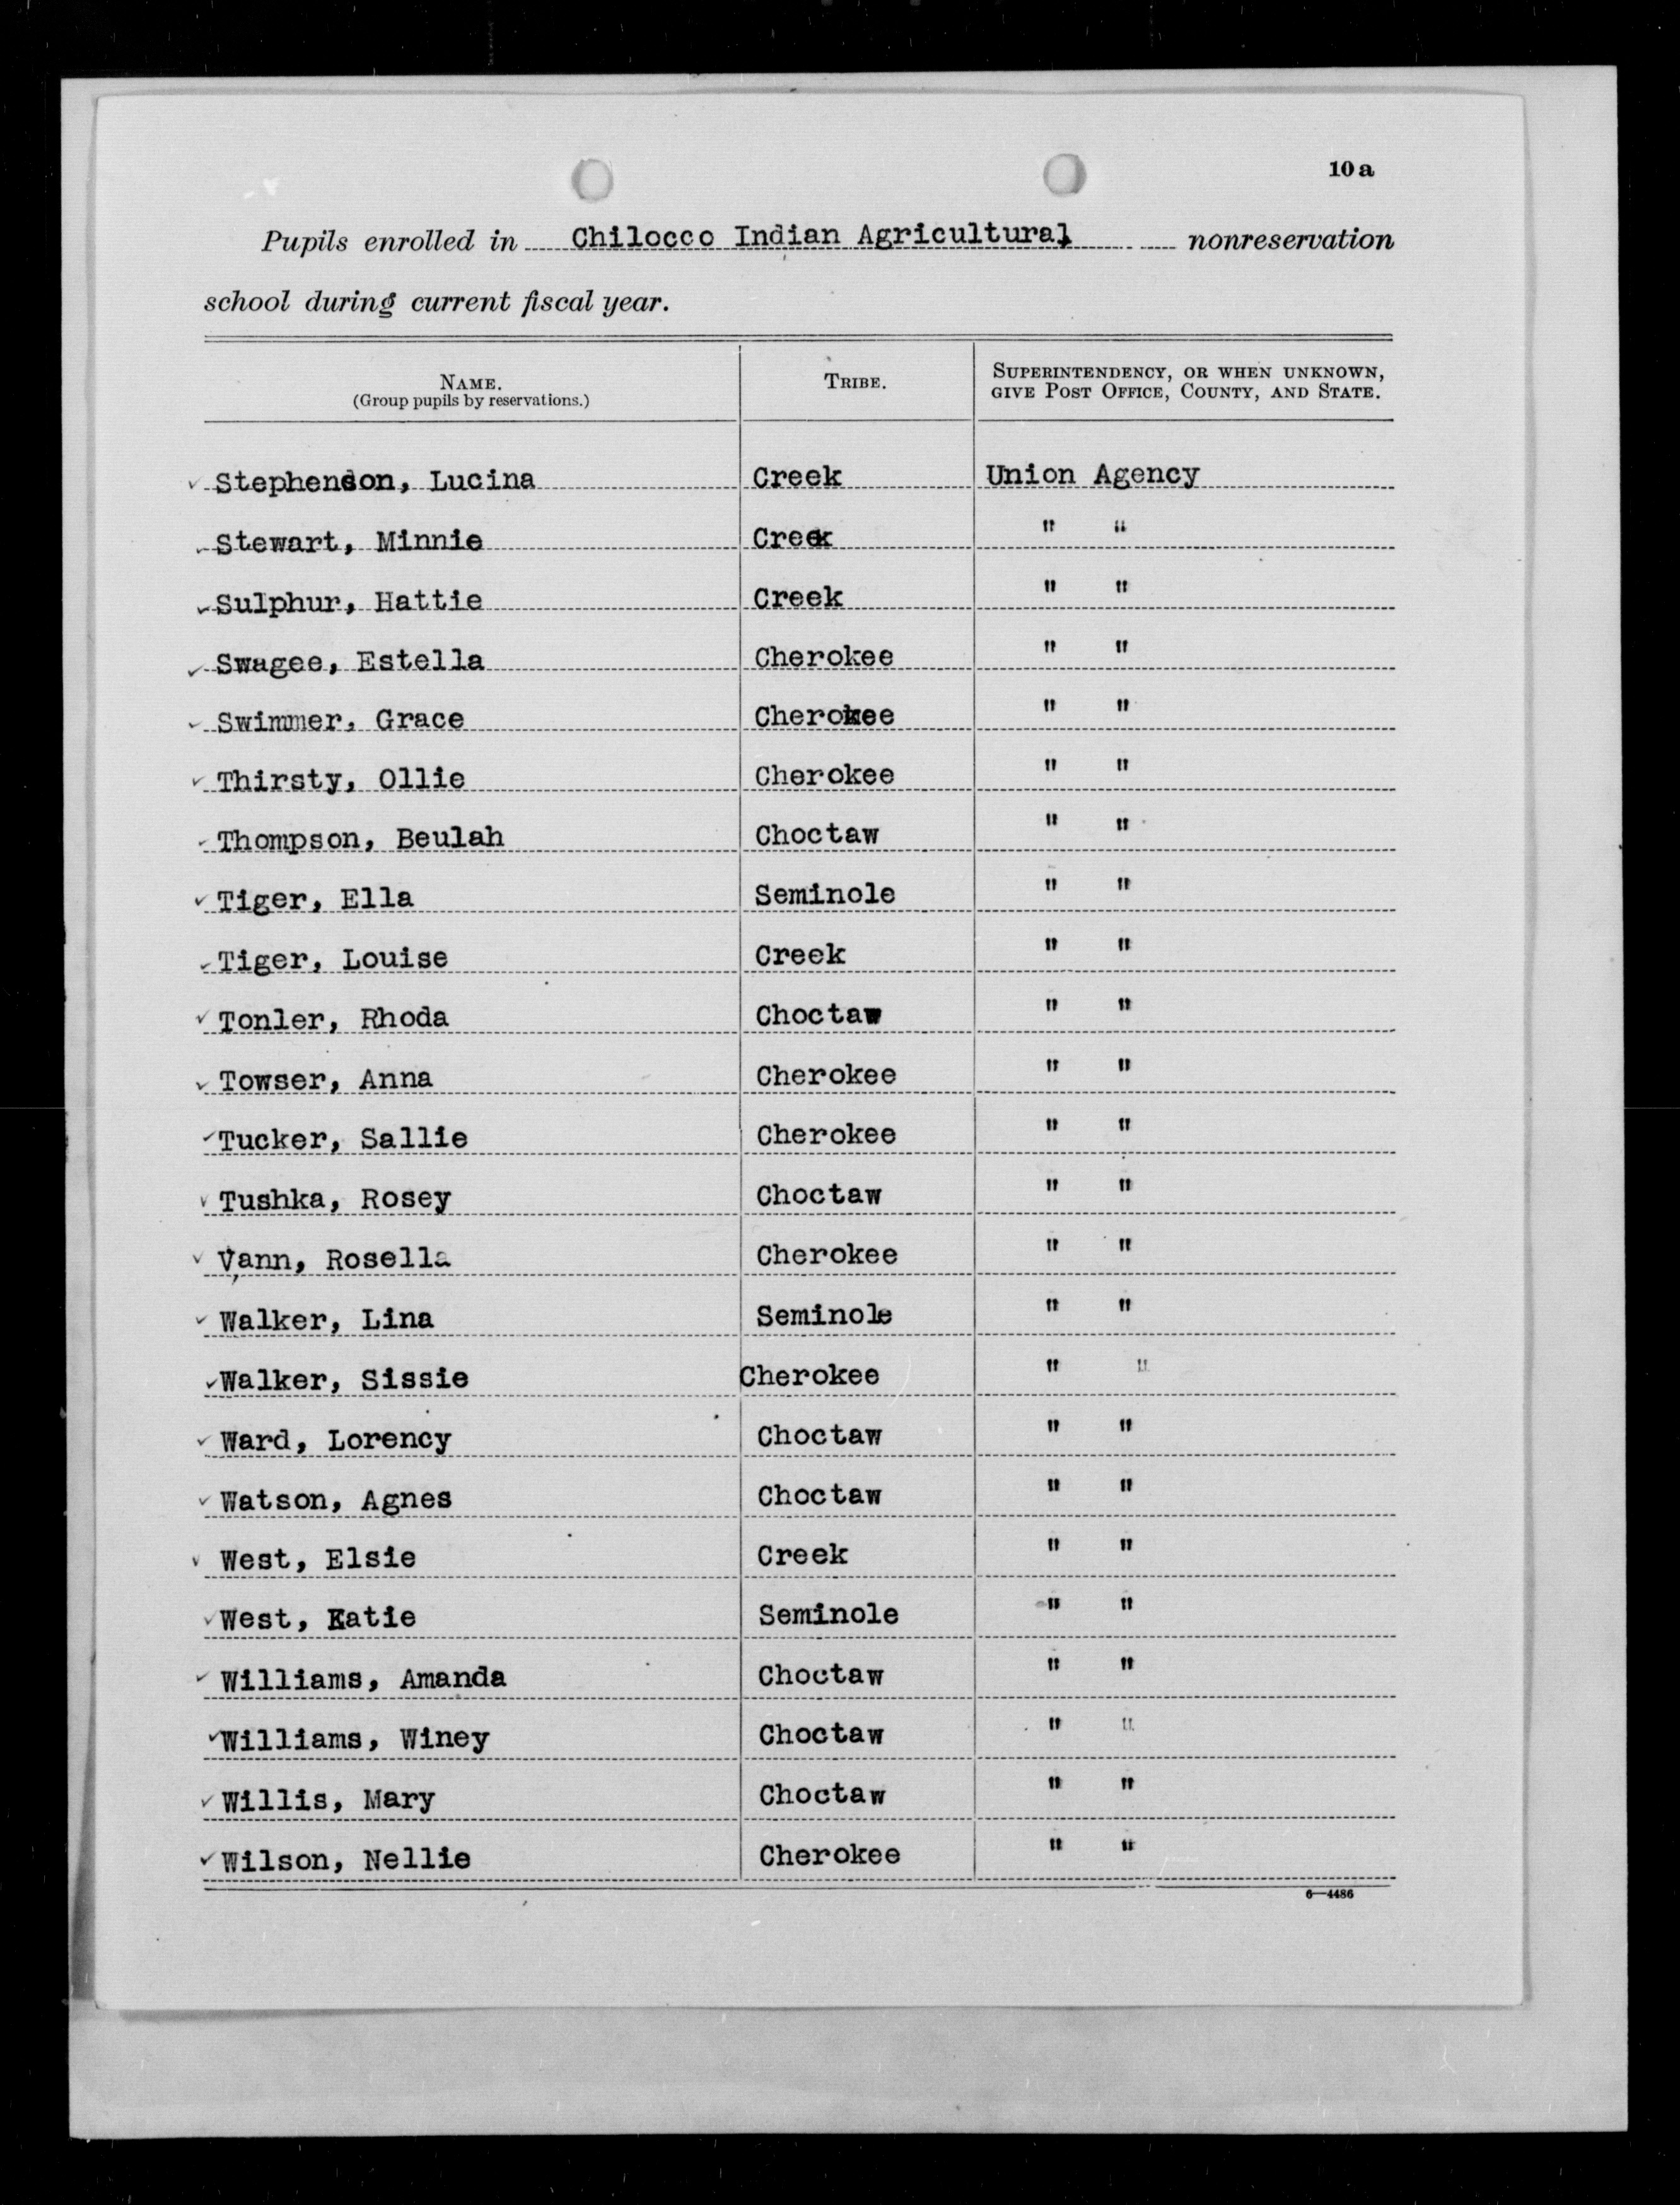 10a
Pupils enrolled in Chilocco Indian Agricultural nonreservation
school during current fiscal year.
NAME. TRIBE. SUPERINTENDENCY, OR WHEN UNKNOWN,
(Group pupils by reservations.) GIVE POST OFFICE, COUNTY, AND STATE.
Stephenson, Lucina Creek Union Agency
Stewart, Minnie Creek " "
Sulphur, Hattie Creek " "
Swagee, Estella Cherokee " "
Swimmer, Grace Cherokee " "
Thirsty, Ollie Cherokee " "
Thompson, Beulah Choctaw " "
Tiger, Ella Seminole " "
Tiger, Louise Creek " "
Tonler, Rhoda Choctaw " "
Towser, Anna Cherokee " "
Tucker, Sallie Cherokee " "
Tushka, Rosey Choctaw " "
Vann, Rosella Cherokee " "
Walker, Lina Seminole " "
Walker, Sissie Cherokee " "
Ward, Lorency Choctaw " "
Watson, Agnes Choctaw " "
West, Elsie Creek " "
West, Katie Seminole " "
Williams, Amanda Choctaw " "
Williams, Winey Choctaw " "
Willis, Mary Choctaw " "
Wilson, Nellie Cherokee " "
6—4486